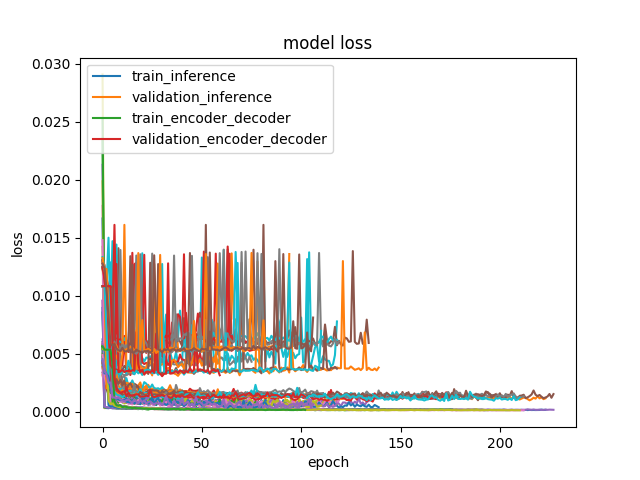 model loss
train_inference
validation_inference
train_encoder_decoder
validation_encoder_decoder
loss
0.030
0.025
0.020
0.015
0.010
0.005
0.000
0 50 100 150 200
epoch